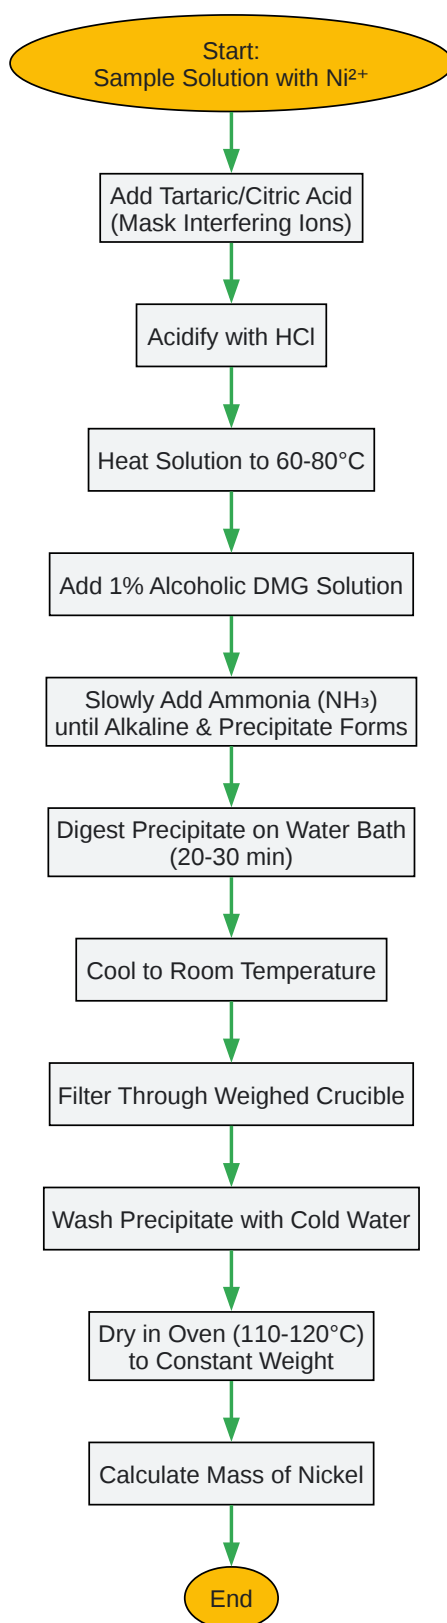 Start:
Sample Solution with Ni²⁺
Add Tartaric/Citric Acid
(Mask Interfering Ions)
Acidify with HCl
Heat Solution to 60-80°C
Add 1% Alcoholic DMG Solution
Slowly Add Ammonia (NH₃)
until Alkaline & Precipitate Forms
Digest Precipitate on Water Bath
(20-30 min)
Cool to Room Temperature
Filter Through Weighed Crucible
Wash Precipitate with Cold Water
Dry in Oven (110-120°C)
to Constant Weight
Calculate Mass of Nickel
End